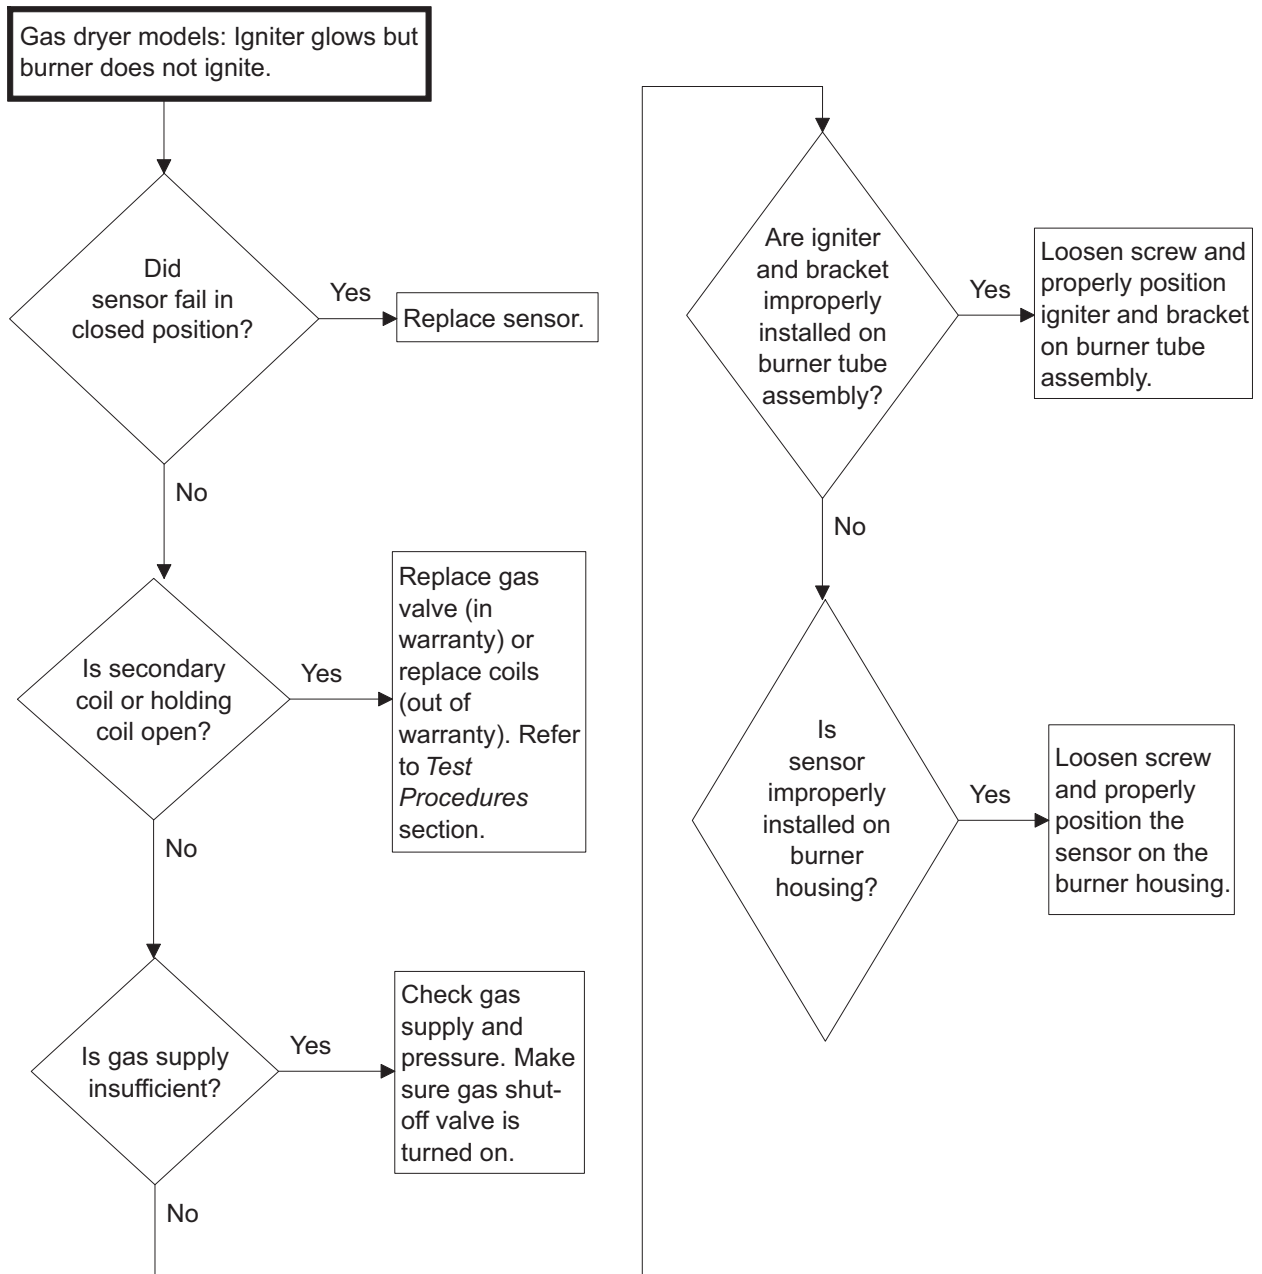 Gas dryer models: Igniter glows but
burner does not ignite.
Did
sensor fail in
closed position?
Yes
Replace sensor.
No
Is secondary
coil or holding
coil open?
Yes
Replace gas
valve (in
warranty) or
replace coils
(out of
warranty). Refer
to Test
Procedures
section.
No
Is gas supply
insufficient?
Yes
Check gas
supply and
pressure. Make
sure gas shut-
off valve is
turned on.
No
Are igniter
and bracket
improperly
installed on
burner tube
assembly?
Yes
Loosen screw and
properly position
igniter and bracket
on burner tube
assembly.
No
Is
sensor
improperly
installed on
burner
housing?
Yes
Loosen screw
and properly
position the
sensor on the
burner housing.